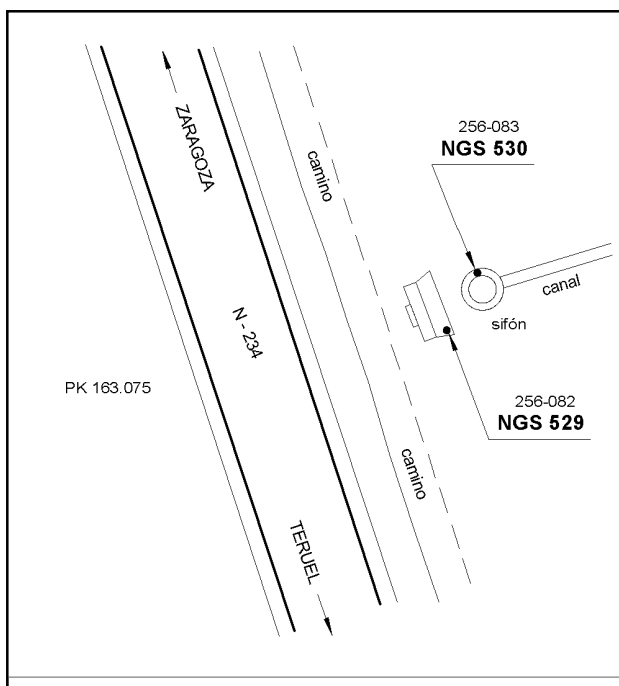 ZARAGOZA
camino
256-083
NGS 530
canal
sifón
N - 234
PK 163.075
256-082
NGS 529
camino
TERUEL